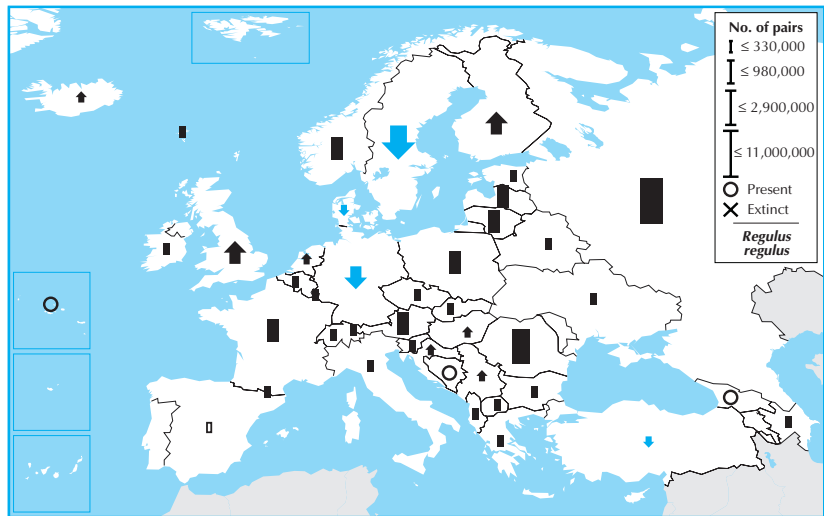 No. of pairs
≤ 330,000
≤ 980,000
≤ 2,900,000
≤ 11,000,000
Present
Extinct
Regulus
regulus